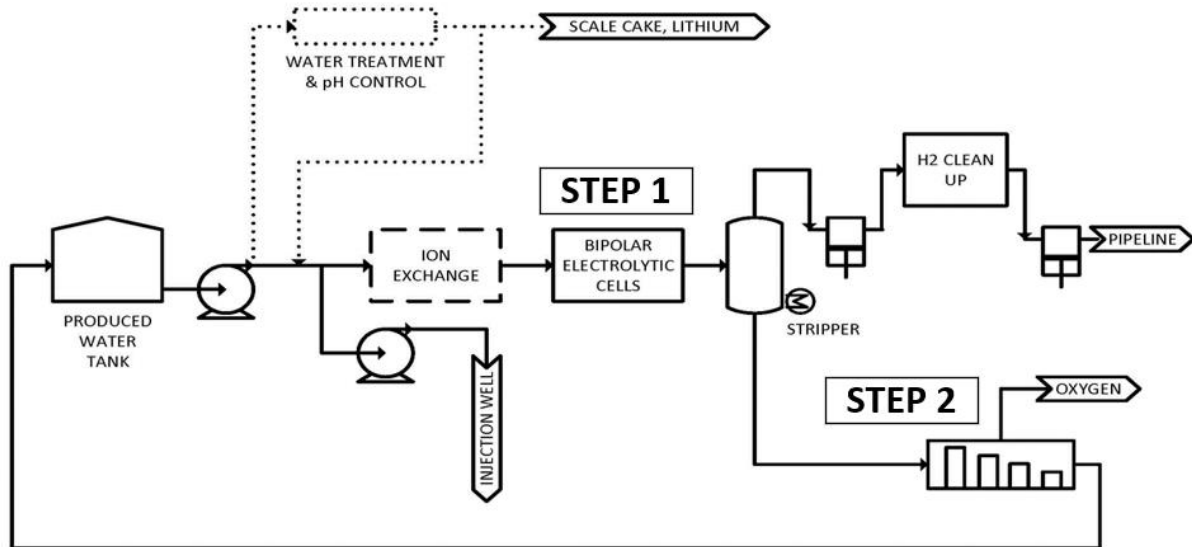 SCALE CAKE, LITHIUM
WATER TREATMENT
& pH CONTROL
H2 CLEAN
UP
STEP 1
ION
EXCHANGE
BIPOLAR
ELECTROLYTIC
CELLS
PIPELINE
PRODUCED
WATER
TANK
STRIPPER
INJECTION WELL
STEP 2
OXYGEN